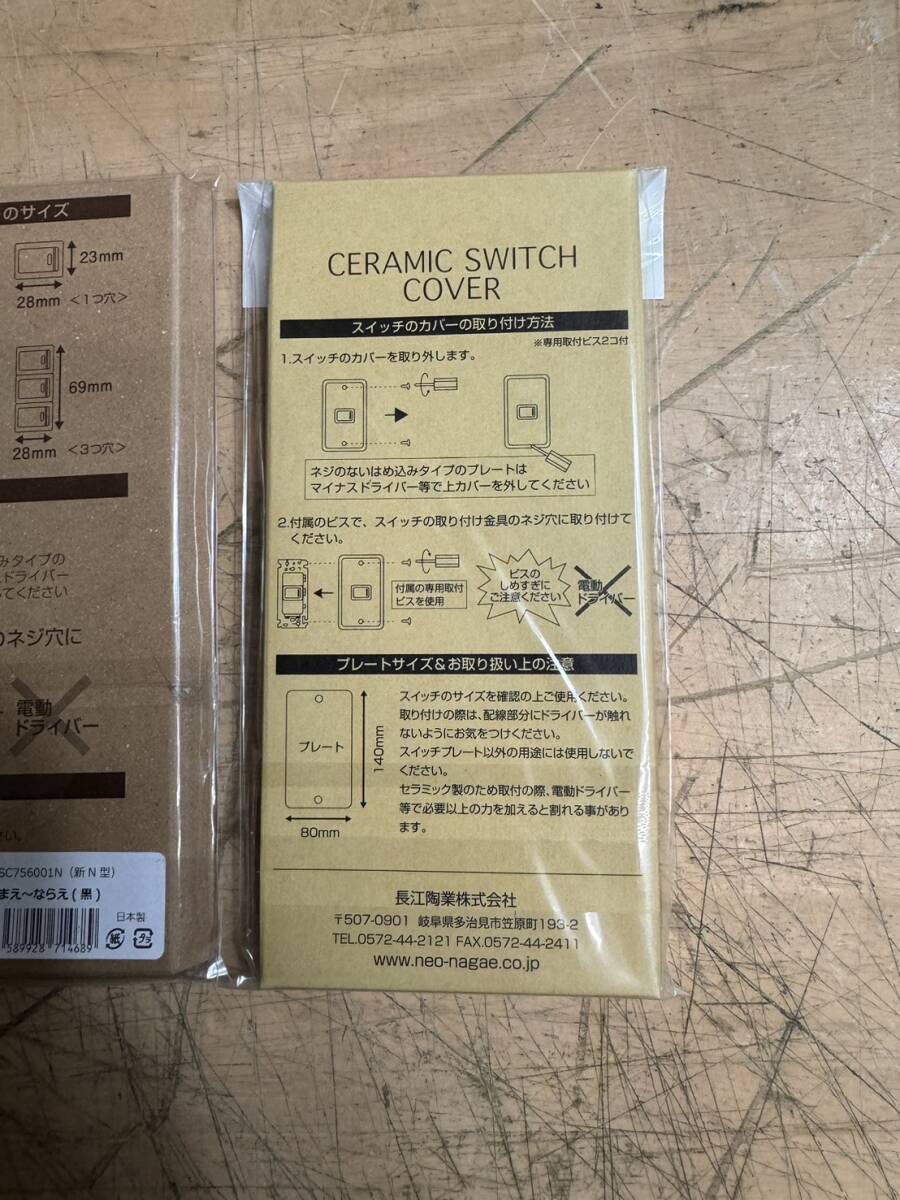 のサイズ
23mm
28mm <1つ穴>
69mm
28mm <3つ穴>
みタイプの
ドライバー
てください
のネジ穴に
電動
ドライバー
さい。
SC756001N（新N型）
まえ～ならえ(黒)
日本製
589928 714689
紙
プラ
CERAMIC SWITCH
COVER
スイッチのカバーの取り付け方法
※専用取付ビス2コ付
1.スイッチのカバーを取り外します。
ネジのないはめ込みタイプのプレートは
マイナスドライバー等で上カバーを外してください
2.付属のビスで、スイッチの取り付け金具のネジ穴に取り付けて
ください。
付属の専用取付
ビスを使用
ビスの
しめすぎに
ご注意ください
電動
ドライバー
プレートサイズ&お取り扱い上の注意
プレート
140mm
80mm
スイッチのサイズを確認の上ご使用ください。
取り付けの際は、配線部分にドライバーが触れ
ないようにお気をつけください。
スイッチプレート以外の用途には使用しないで
ください。
セラミック製のため取付の際、電動ドライバー
等で必要以上の力を加えると割れる事があり
ます。
長江陶業株式会社
〒507-0901 岐阜県多治見市笠原町193-2
TEL.0572-44-2121 FAX.0572-44-2411
www.neo-nagae.co.jp